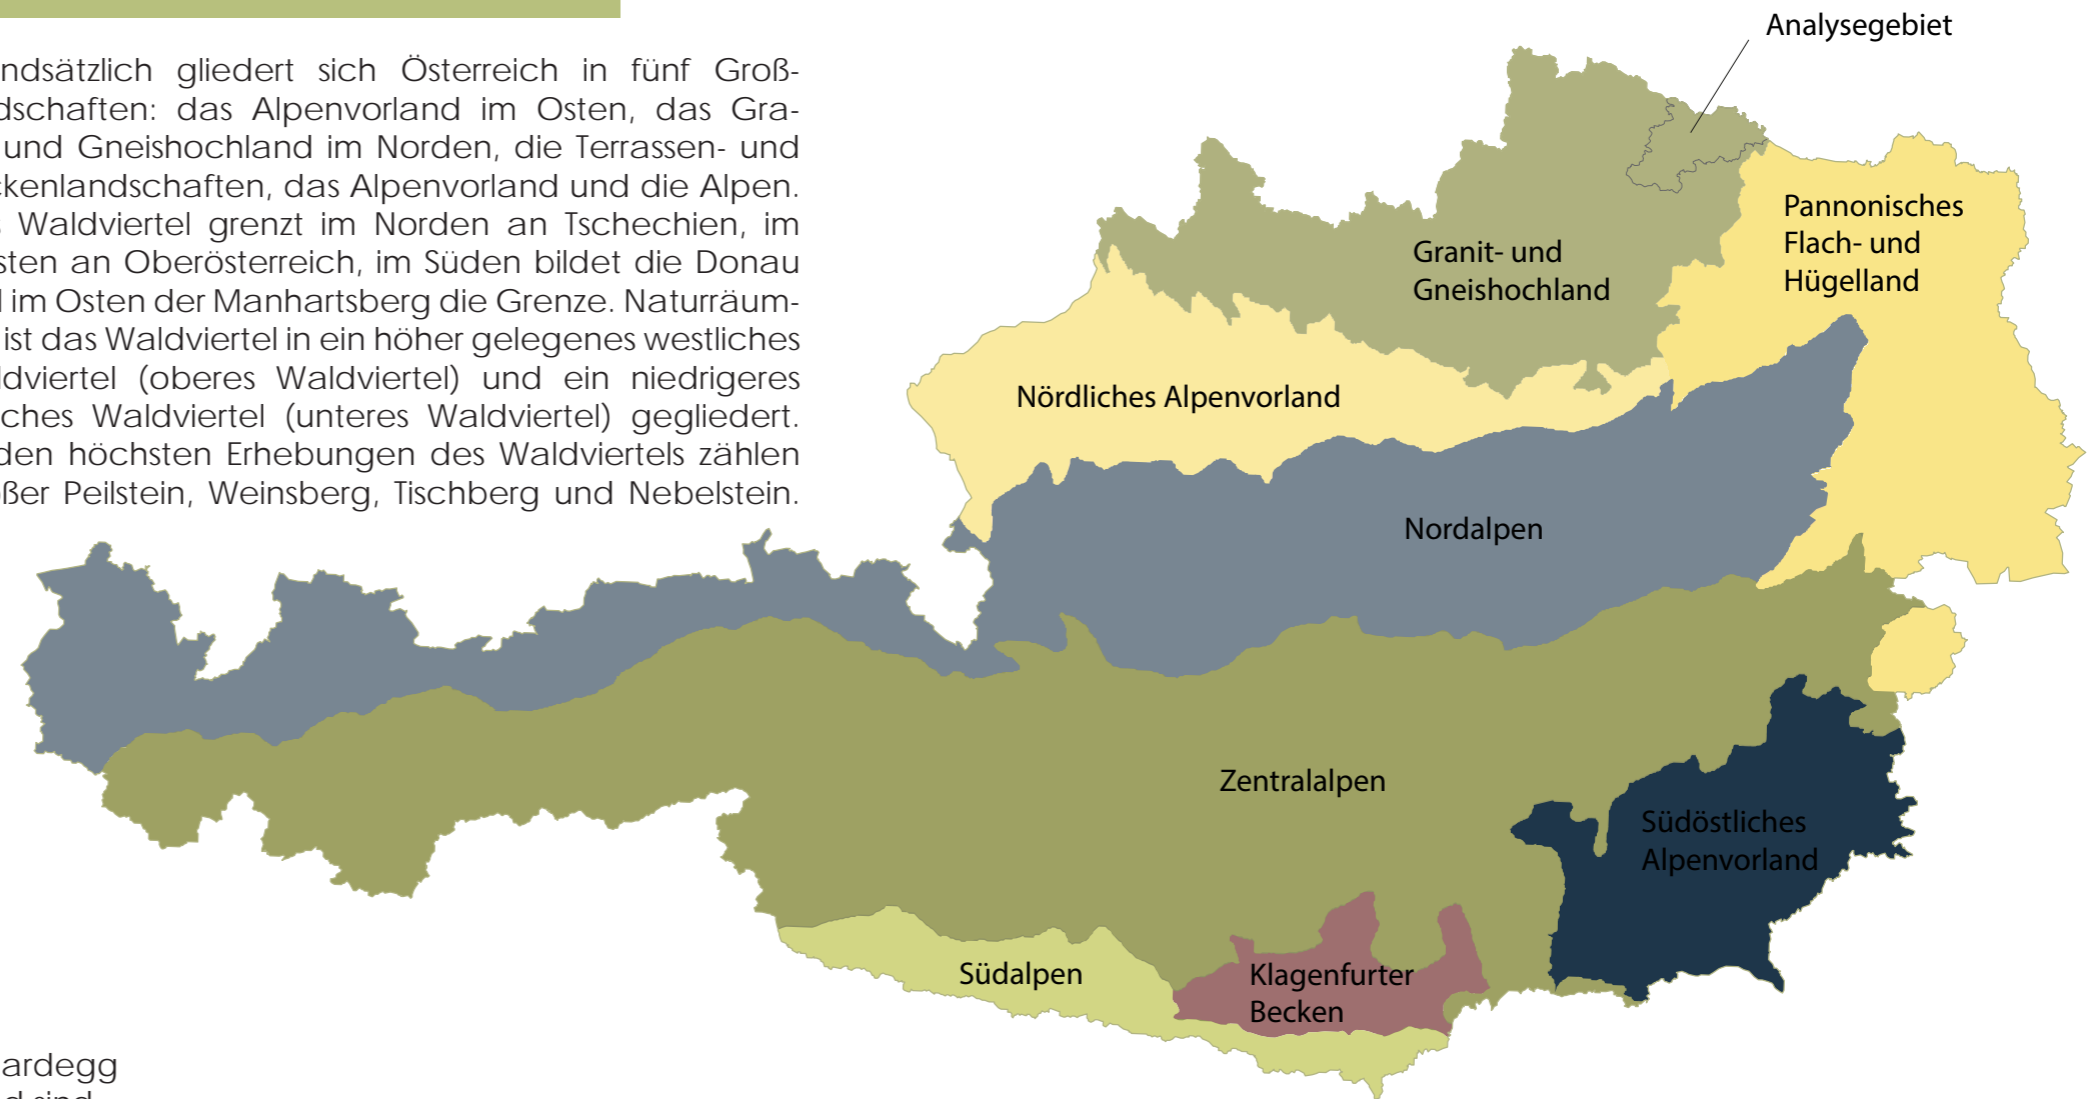 ndsätzlich gliedert sich Österreich in fünf Groß-
dschaften: das Alpenvorland im Osten, das Gra-
und Gneishochland im Norden, die Terrassen- und
ckenlandschaften, das Alpenvorland und die Alpen.
s Waldviertel grenzt im Norden an Tschechien, im
sten an Oberösterreich, im Süden bildet die Donau
d im Osten der Manhartsberg die Grenze. Naturräum-
ist das Waldviertel in ein höher gelegenes westliches
ldviertel (oberes Waldviertel) und ein niedrigeres
ches Waldviertel (unteres Waldviertel) gegliedert.
den höchsten Erhebungen des Waldviertels zählen
ßer Peilstein, Weinsberg, Tischberg und Nebelstein.
Analysegebiet
Granit- und
Gneishochland
Pannonisches
Flach- und
Hügelland
Nördliches Alpenvorland
Nordalpen
Zentralalpen
Südöstliches
Alpenvorland
Südalpen
Klagenfurter
Becken
ardegg
d sind